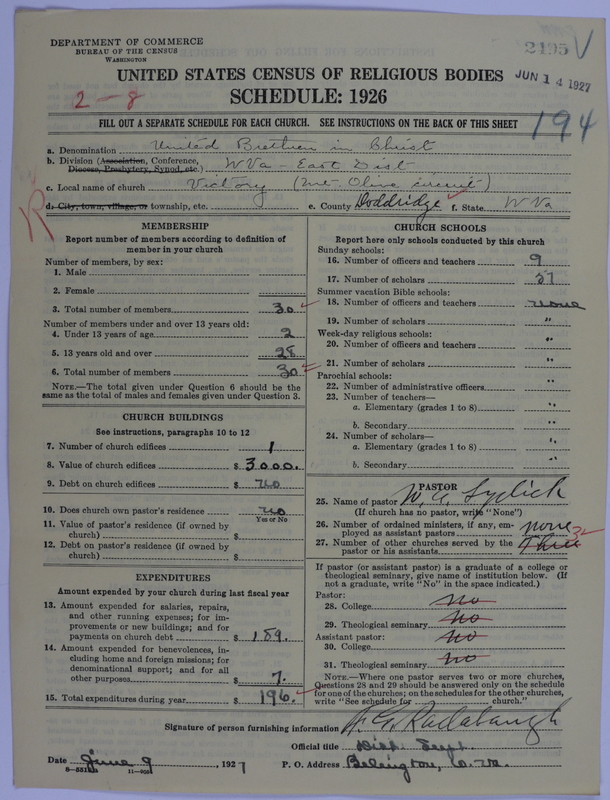 DEPARTMENT OF COMMERCE
BUREAU OF THE CENSUS
WASHINGTON
2495 V
JUN 14 1927
UNITED STATES CENSUS OF RELIGIOUS BODIES
SCHEDULE: 1926
2-8
194
FILL OUT A SEPARATE SCHEDULE FOR EACH CHURCH. SEE INSTRUCTIONS ON THE BACK OF THIS SHEET
a. Denomination United Brethren in Christ
b. Division (Association, Conference, Diocese, Presbytery, Synod, etc.) W Va - East Dist
c. Local name of church Victory (Mt. Olive circuit)
d. City, town, village, or township, etc. e. County Doddridge f. State W Va
R
MEMBERSHIP
Report number of members according to definition of member in your church
Number of members, by sex:
1. Male
2. Female
3. Total number of members 30
Number of members under and over 13 years old:
4. Under 13 years of age 2
5. 13 years old and over 28
6. Total number of members 30
NOTE.—The total given under Question 6 should be the same as the total of males and females given under Question 3.
CHURCH BUILDINGS
See instructions, paragraphs 10 to 12
7. Number of church edifices 1
8. Value of church edifices $ 3000.
9. Debt on church edifices $ no
10. Does church own pastor's residence no
Yes or No
11. Value of pastor's residence (if owned by church) $
12. Debt on pastor's residence (if owned by church) $
EXPENDITURES
Amount expended by church during last fiscal year
13. Amount expended for salaries, repairs, and other running expenses; for improvements or new buildings; and for payments on church debt $ 189.
14. Amount expended for benevolences, including home and foreign missions; for denominational support; and for all other purposes $ 7.
15. Total expenditures during year $ 196.
CHURCH SCHOOLS
Report here only schools conducted by this church
Sunday schools:
16. Number of officers and teachers 9
17. Number of scholars 37
Summer vacation Bible schools:
18. Number of officers and teachers none
19. Number of scholars "
Week-day religious schools:
20. Number of officers and teachers "
21. Number of scholars "
Parochial schools:
22. Number of administrative officers "
23. Number of teachers—
a. Elementary (grades 1 to 8) "
b. Secondary "
24. Number of scholars—
a. Elementary (grades 1 to 8) "
b. Secondary "
PASTOR
25. Name of pastor W. A. Lydick
(If church has no pastor, write "None")
26. Number of ordained ministers, if any, employed as assistant pastors none
27. Number of other churches served by the pastor or his assistants Three
If pastor (or assistant pastor) is a graduate of a college or theological seminary, give name of institution below. (If not a graduate, write "No" in the space indicated.)
Pastor:
28. College No
29. Theological seminary No
Assistant pastor:
30. College No
31. Theological seminary No
NOTE.—Where one pastor serves two or more churches, Questions 28 and 29 should be answered only on the schedule for one of the churches; on the schedules for the other churches, write "See schedule for church."
Signature of person furnishing information F. G. Radabaugh
Official title Dist. Supt.
Date June 9, 1927 P. O. Address Belington, W. Va.
11-9051